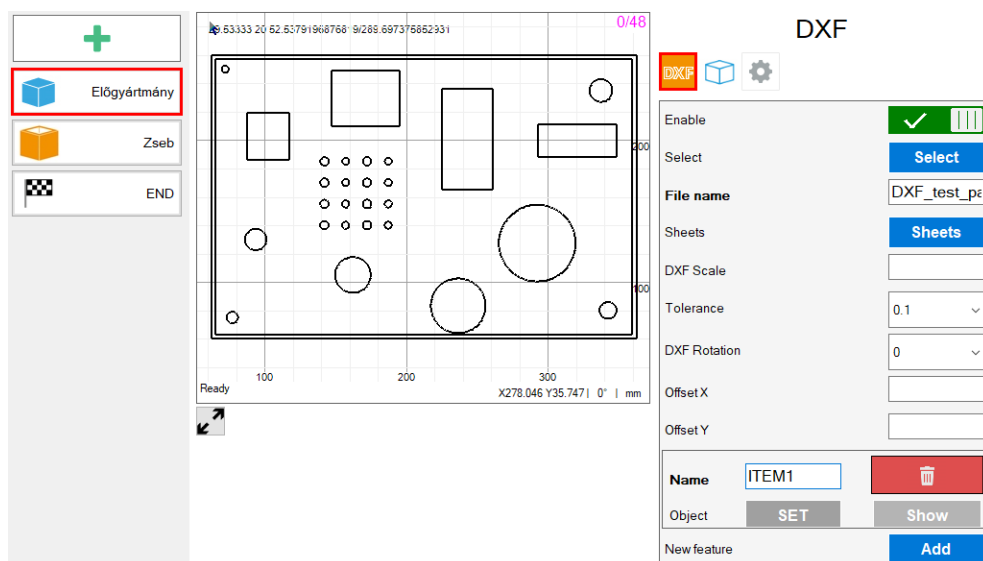 Előgyártmány
Zseb
END
0/48
200
100
100
200
300
Ready
X278.046 Y35.747 | 0° | mm
DXF
DXF
Enable
Select
Select
File name
DXF_test_pa
Sheets
Sheets
DXF Scale
Tolerance
0.1
DXF Rotation
0
Offset X
Offset Y
Name
ITEM1
Object
SET
Show
New feature
Add